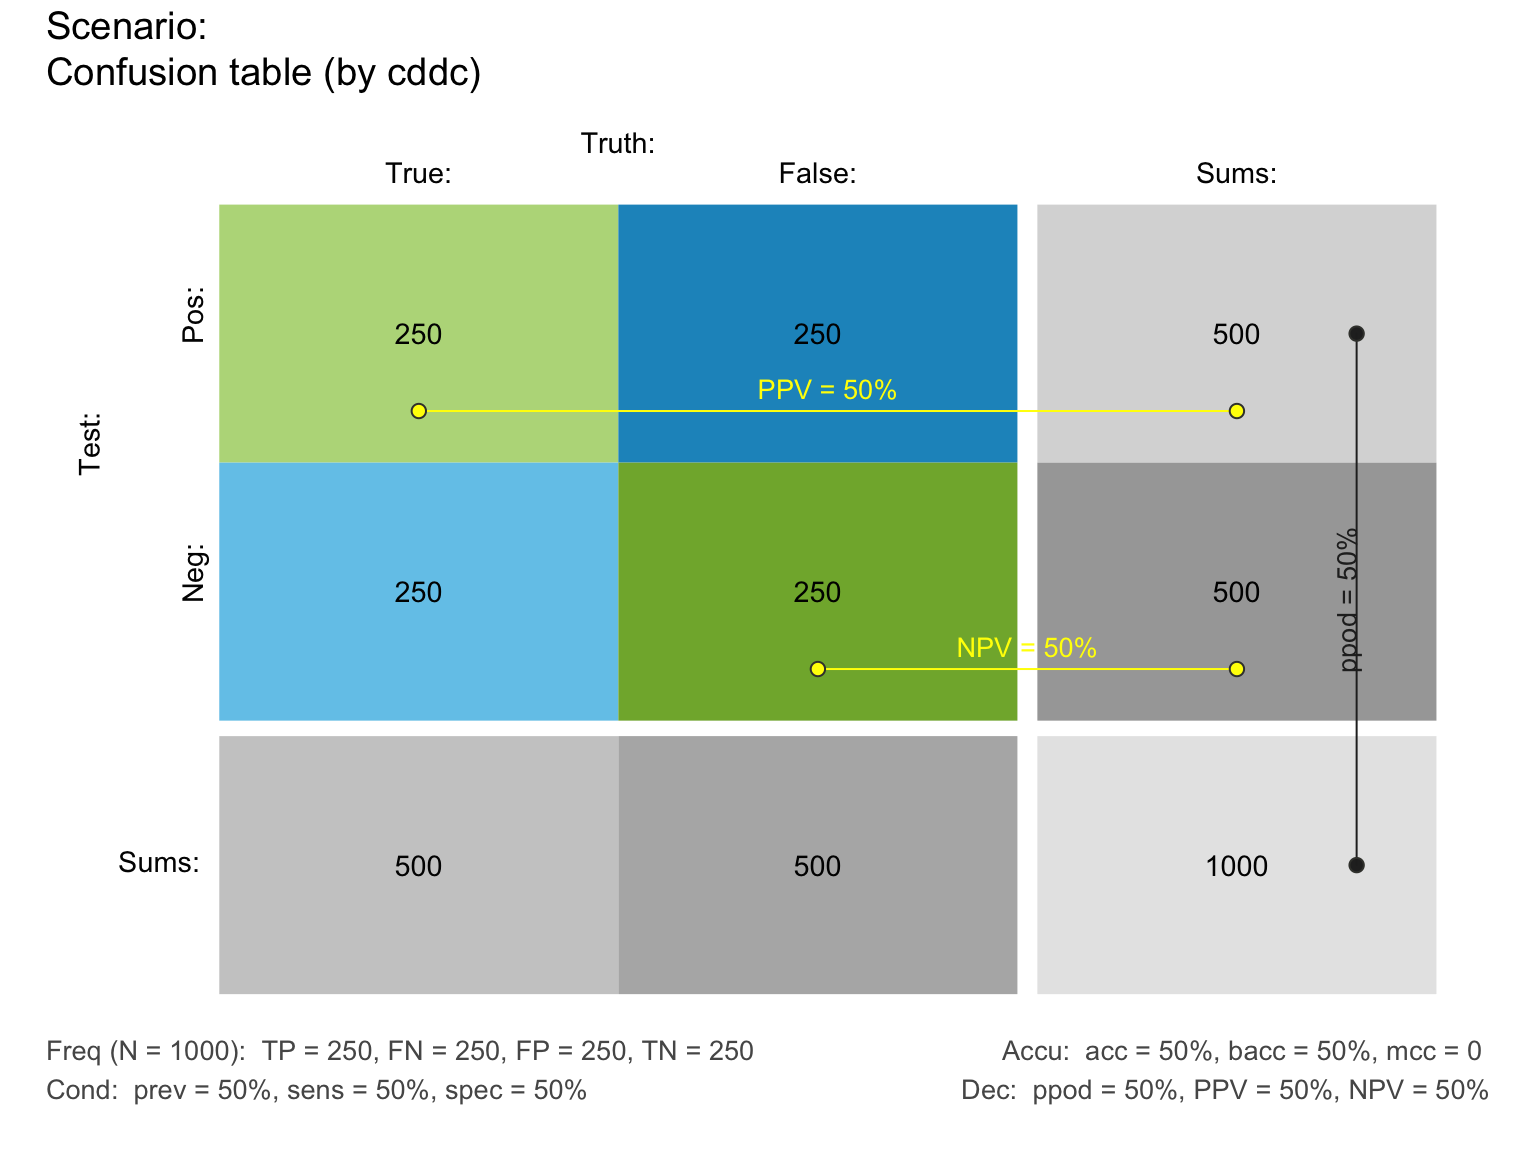 Scenario:
Confusion table (by cddc)
Truth:
True: False: Sums:
Test:
Pos:
250 250 500
PPV = 50%
Neg:
250 250 500
NPV = 50%
ppod = 50%
Sums:
500 500 1000
Freq (N = 1000): TP = 250, FN = 250, FP = 250, TN = 250
Accu: acc = 50%, bacc = 50%, mcc = 0
Cond: prev = 50%, sens = 50%, spec = 50%
Dec: ppod = 50%, PPV = 50%, NPV = 50%